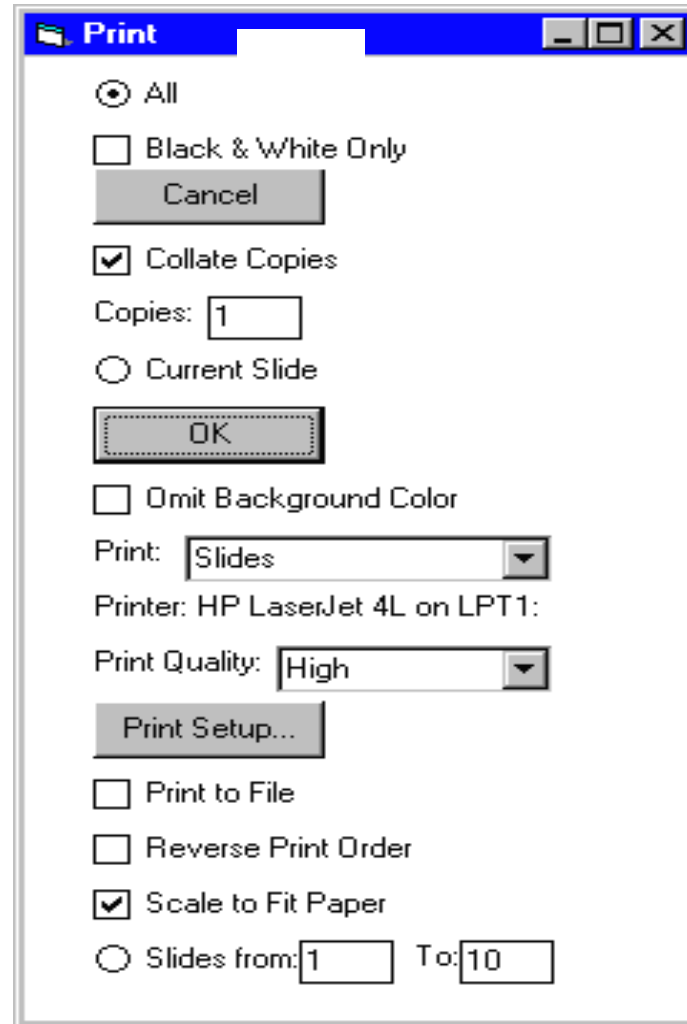 Print
All
Black & White Only
Cancel
Collate Copies
Copies: 1
Current Slide
OK
Omit Background Color
Print: Slides
Printer: HP LaserJet 4L on LPT1:
Print Quality: High
Print Setup...
Print to File
Reverse Print Order
Scale to Fit Paper
Slides from: 1 To: 10